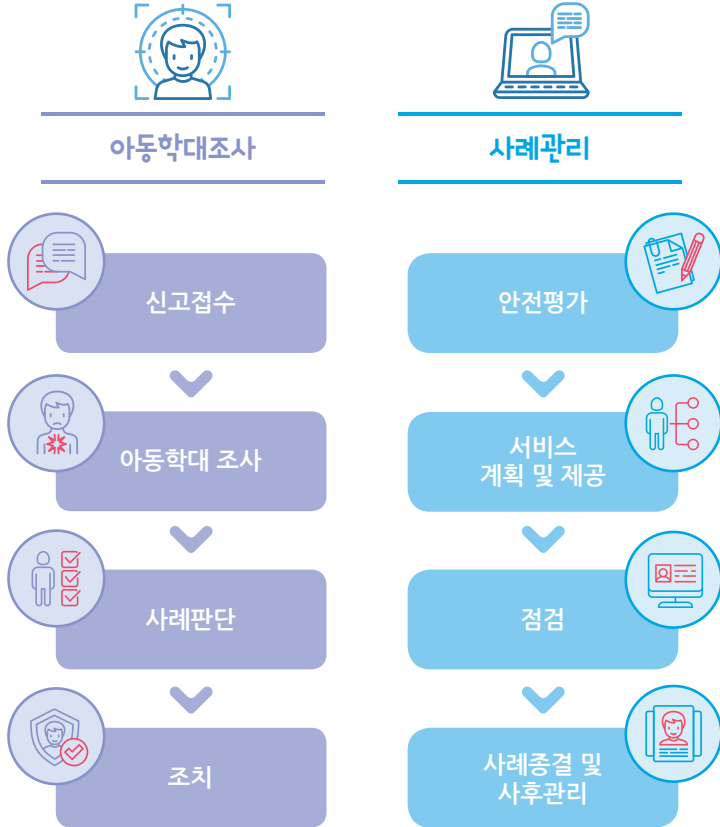 아동학대조사
신고접수
아동학대 조사
사례판단
조치
사례관리
안전평가
서비스
계획 및 제공
점검
사례종결 및
사후관리